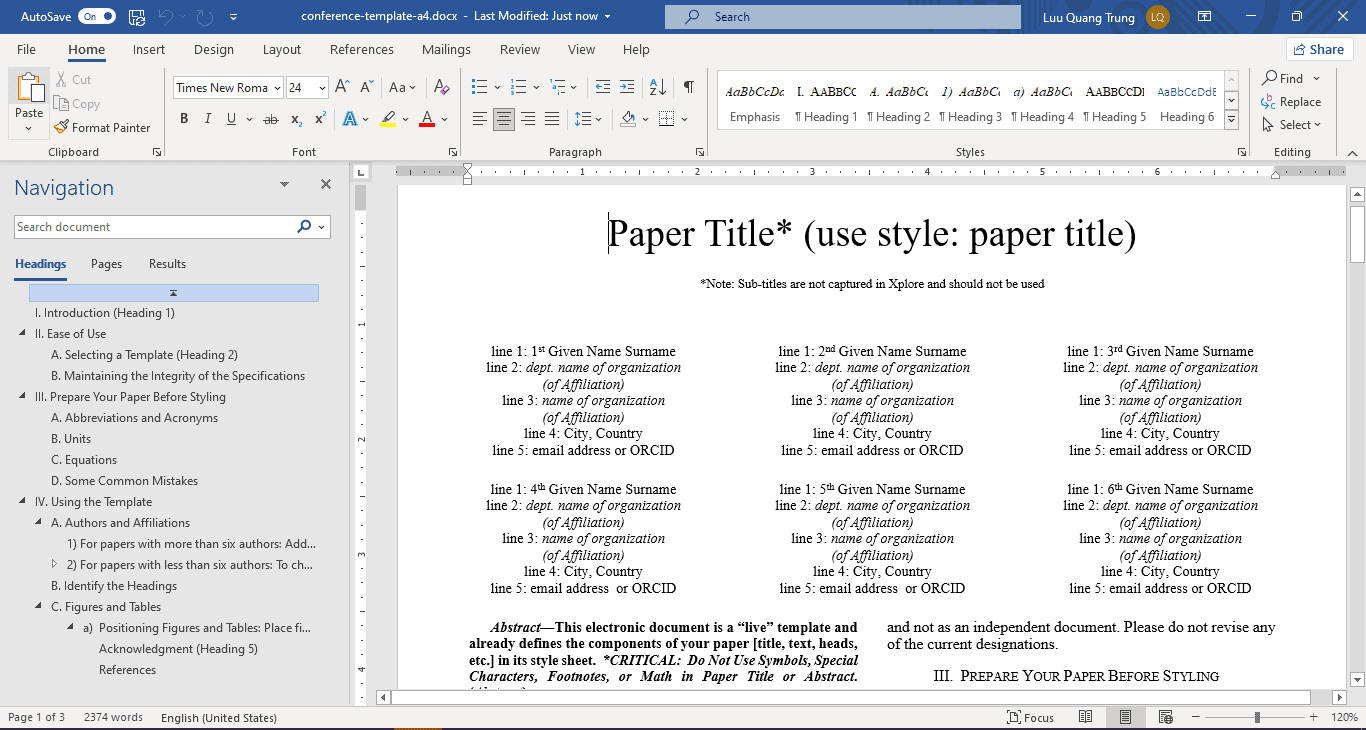 AutoSave On conference-template-a4.docx - Last Modified: Just now Search Luu Quang Trung LQ
File Home Insert Design Layout References Mailings Review View Help Share
Paste
Cut
Copy
Format Painter
Clipboard
Times New Roma 24 Aa
B I U ab x₂ x² A A
Font
Paragraph
AaBbCcDc I. AABBCC A. AaBbCc 1) AaBbCc a) AaBbCc AABBCCDI AaBbCcDdE
Emphasis ¶ Heading 1 ¶ Heading 2 ¶ Heading 3 ¶ Heading 4 ¶ Heading 5 Heading 6
Styles
Find
Replace
Select
Editing
Navigation
Search document
Headings Pages Results
I. Introduction (Heading 1)
II. Ease of Use
A. Selecting a Template (Heading 2)
B. Maintaining the Integrity of the Specifications
III. Prepare Your Paper Before Styling
A. Abbreviations and Acronyms
B. Units
C. Equations
D. Some Common Mistakes
IV. Using the Template
A. Authors and Affiliations
1) For papers with more than six authors: Add...
2) For papers with less than six authors: To ch...
B. Identify the Headings
C. Figures and Tables
a) Positioning Figures and Tables: Place fi...
Acknowledgment (Heading 5)
References
1 2 3 4 5 6
1
2
3
4
Paper Title* (use style: paper title)
*Note: Sub-titles are not captured in Xplore and should not be used
line 1: 1st Given Name Surname
line 2: dept. name of organization
(of Affiliation)
line 3: name of organization
(of Affiliation)
line 4: City, Country
line 5: email address or ORCID
line 1: 2nd Given Name Surname
line 2: dept. name of organization
(of Affiliation)
line 3: name of organization
(of Affiliation)
line 4: City, Country
line 5: email address or ORCID
line 1: 3rd Given Name Surname
line 2: dept. name of organization
(of Affiliation)
line 3: name of organization
(of Affiliation)
line 4: City, Country
line 5: email address or ORCID
line 1: 4th Given Name Surname
line 2: dept. name of organization
(of Affiliation)
line 3: name of organization
(of Affiliation)
line 4: City, Country
line 5: email address or ORCID
line 1: 5th Given Name Surname
line 2: dept. name of organization
(of Affiliation)
line 3: name of organization
(of Affiliation)
line 4: City, Country
line 5: email address or ORCID
line 1: 6th Given Name Surname
line 2: dept. name of organization
(of Affiliation)
line 3: name of organization
(of Affiliation)
line 4: City, Country
line 5: email address or ORCID
Abstract—This electronic document is a “live” template and
already defines the components of your paper [title, text, heads,
etc.] in its style sheet. *CRITICAL: Do Not Use Symbols, Special
Characters, Footnotes, or Math in Paper Title or Abstract.
and not as an independent document. Please do not revise any
of the current designations.
III. PREPARE YOUR PAPER BEFORE STYLING
Page 1 of 3 2374 words English (United States) Focus 120%